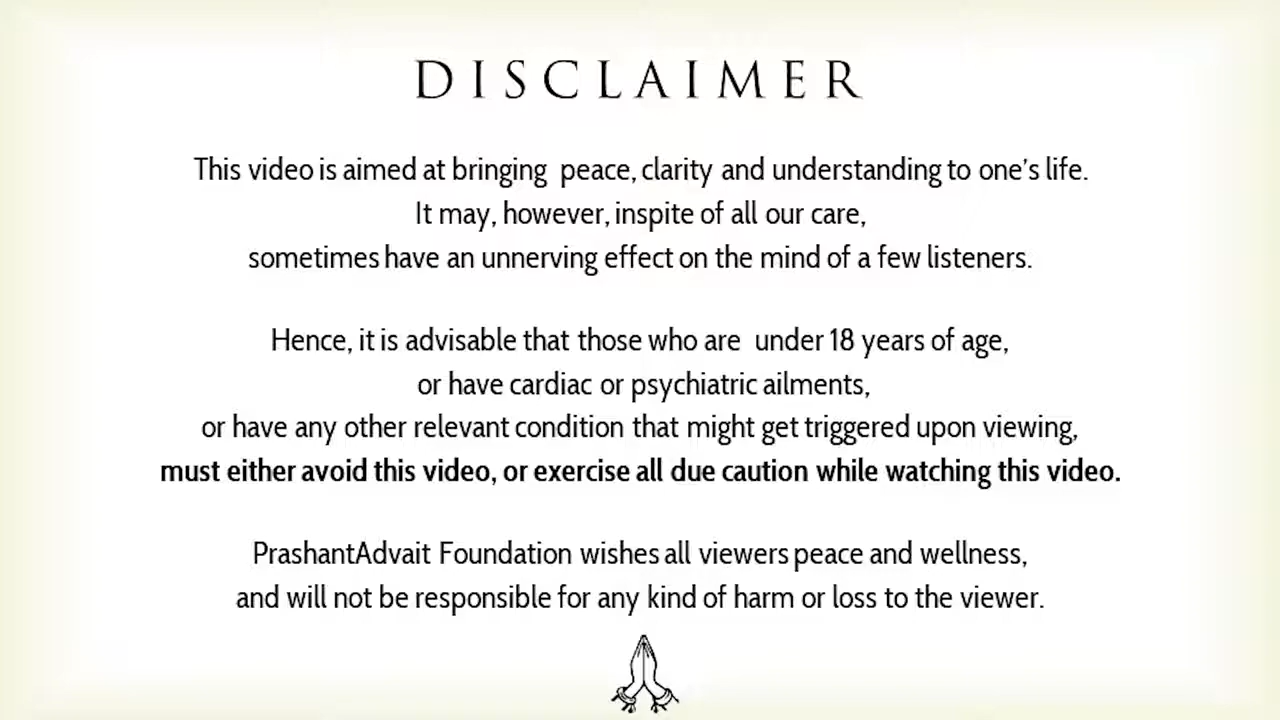 DISCLAIMER
This video is aimed at bringing peace, clarity and understanding to one's life.
It may, however, inspite of all our care,
sometimes have an unnerving effect on the mind of a few listeners.
Hence, it is advisable that those who are under 18 years of age,
or have cardiac or psychiatric ailments,
or have any other relevant condition that might get triggered upon viewing,
must either avoid this video, or exercise all due caution while watching this video.
PrashantAdvait Foundation wishes all viewers peace and wellness,
and will not be responsible for any kind of harm or loss to the viewer.